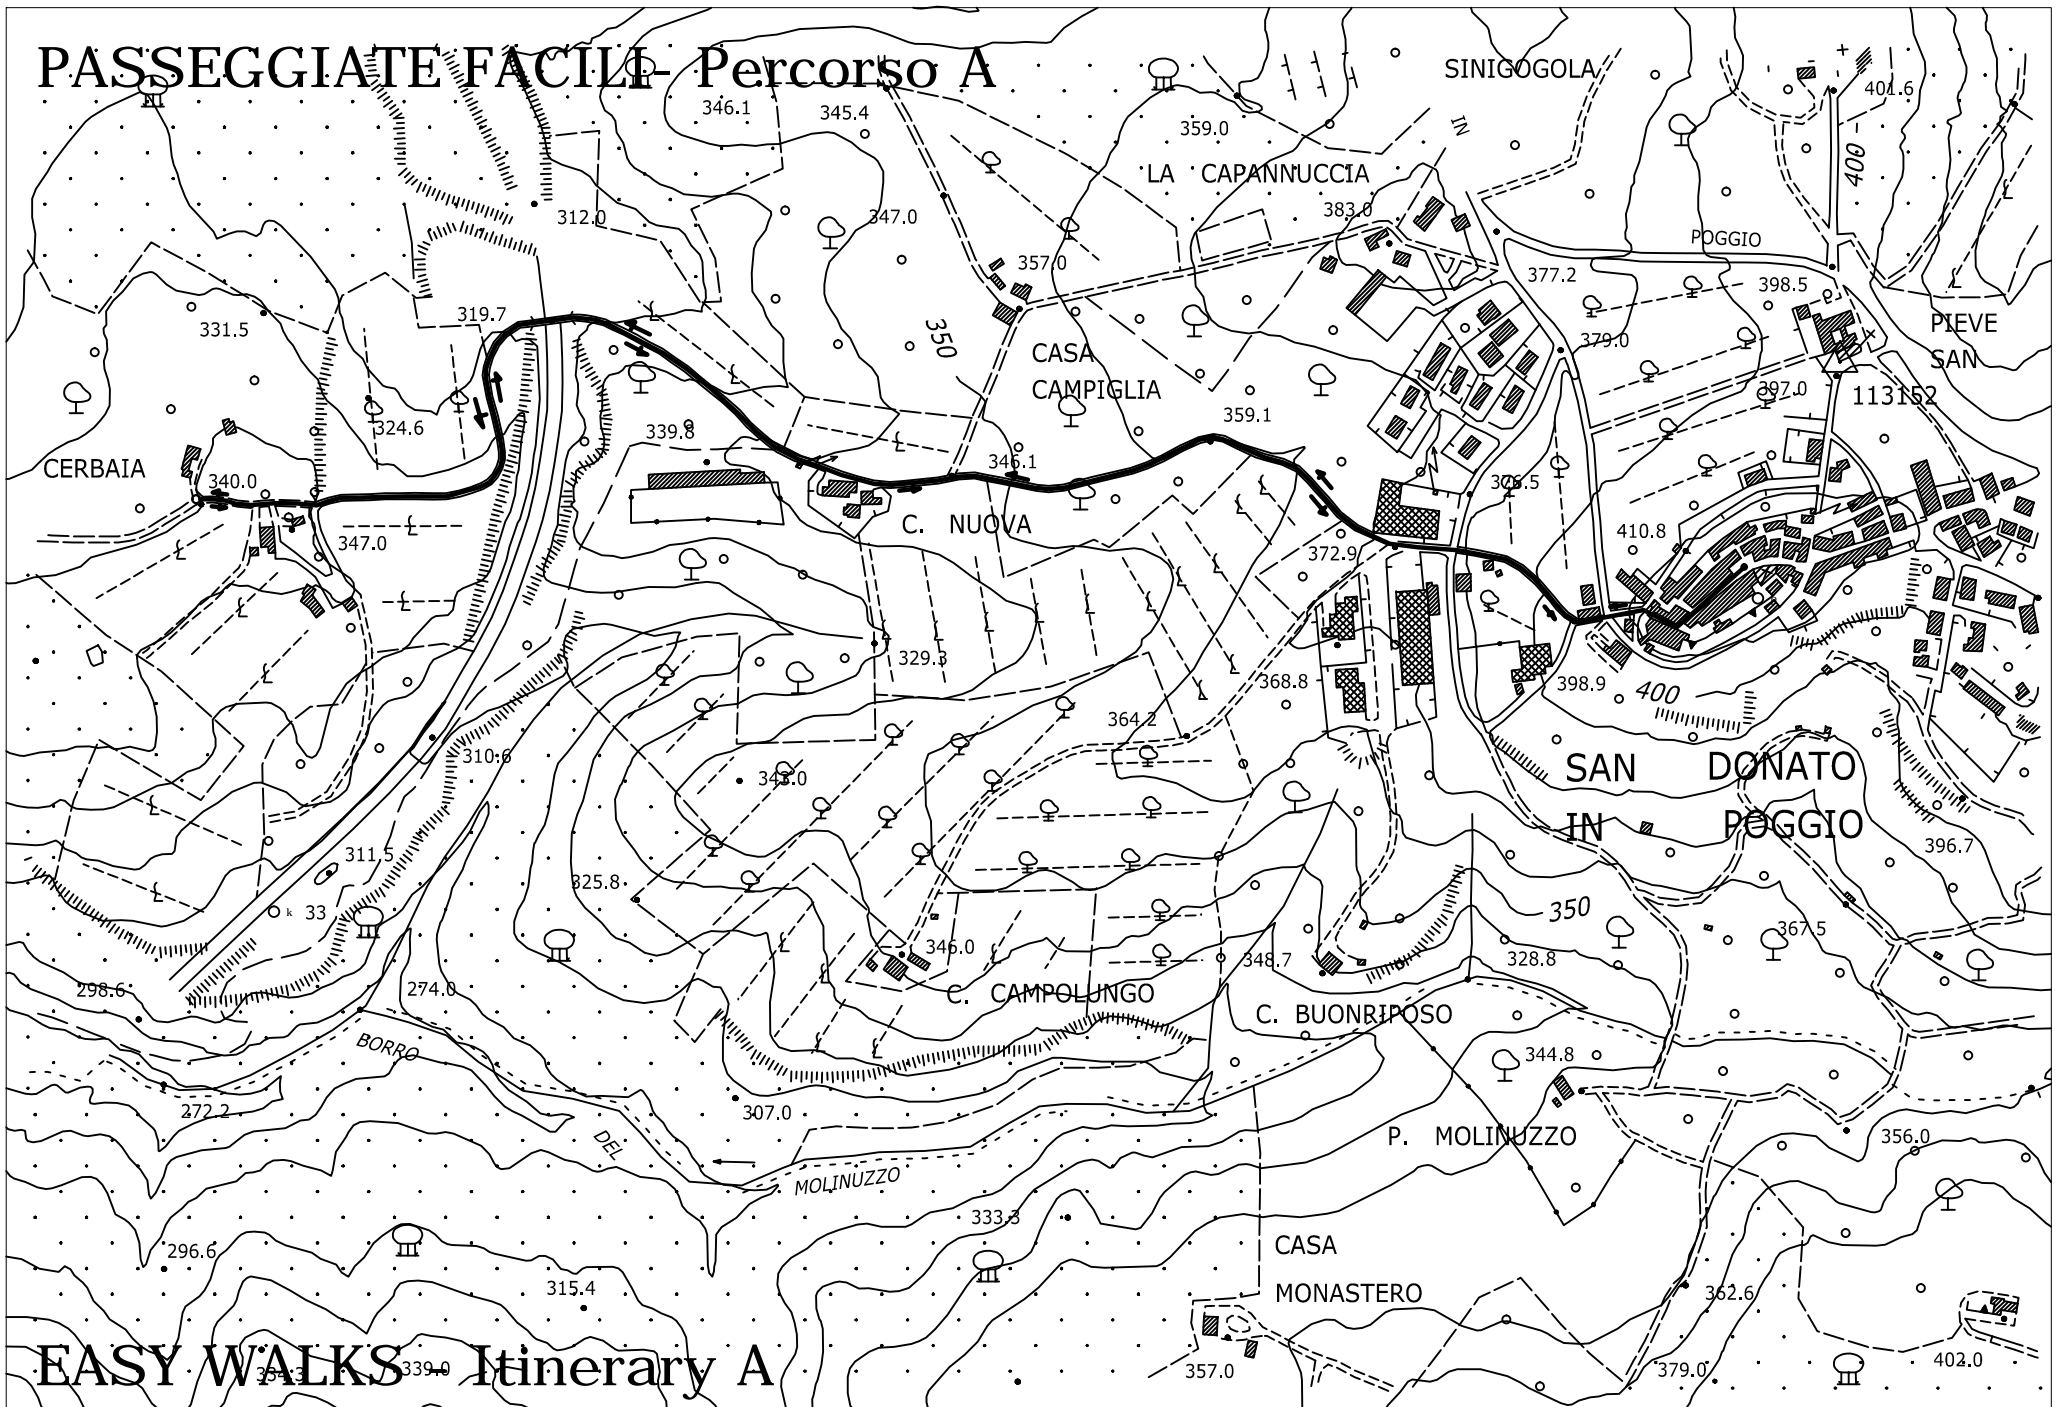 PASSEGGIATE FACILI- Percorso A
SINIGOGOLA
401.6
346.1
345.4
359.0
IN
LA CAPANNUCCIA
400
312.0
347.0
383.0
POGGIO
357.0
377.2
398.5
319.7
331.5
350
CASA
CAMPIGLIA
379.0
PIEVE
SAN
397.0
113152
324.6
339.8
359.1
CERBAIA
340.0
346.1
376.5
347.0
C. NUOVA
372.9
410.8
329.3
368.8
398.9
400
364.2
310.6
343.0
SAN DONATO
IN POGGIO
311.5
325.8
396.7
k 33
346.0
350
367.5
348.7
328.8
298.6
274.0
C. CAMPOLUNGO
C. BUONRIPOSO
BORRO
344.8
272.2
307.0
DEL
P. MOLINUZZO
356.0
MOLINUZZO
333.3
296.6
CASA
MONASTERO
315.4
362.6
EASY WALKS - Itinerary A
334.3
339.0
357.0
379.0
402.0